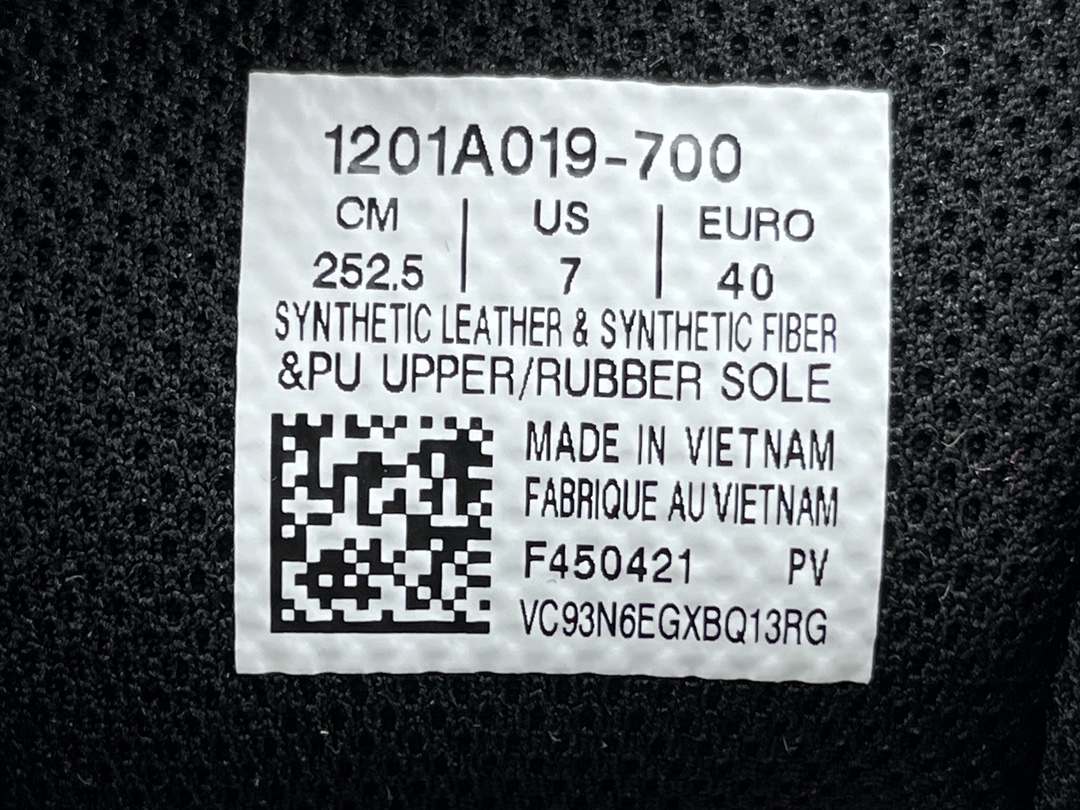 1201A019-700
CM | US | EURO
252.5 | 7 | 40
SYNTHETIC LEATHER & SYNTHETIC FIBER
&PU UPPER/RUBBER SOLE
MADE IN VIETNAM
FABRIQUE AU VIETNAM
F450421 PV
VC93N6EGXBQ13RG